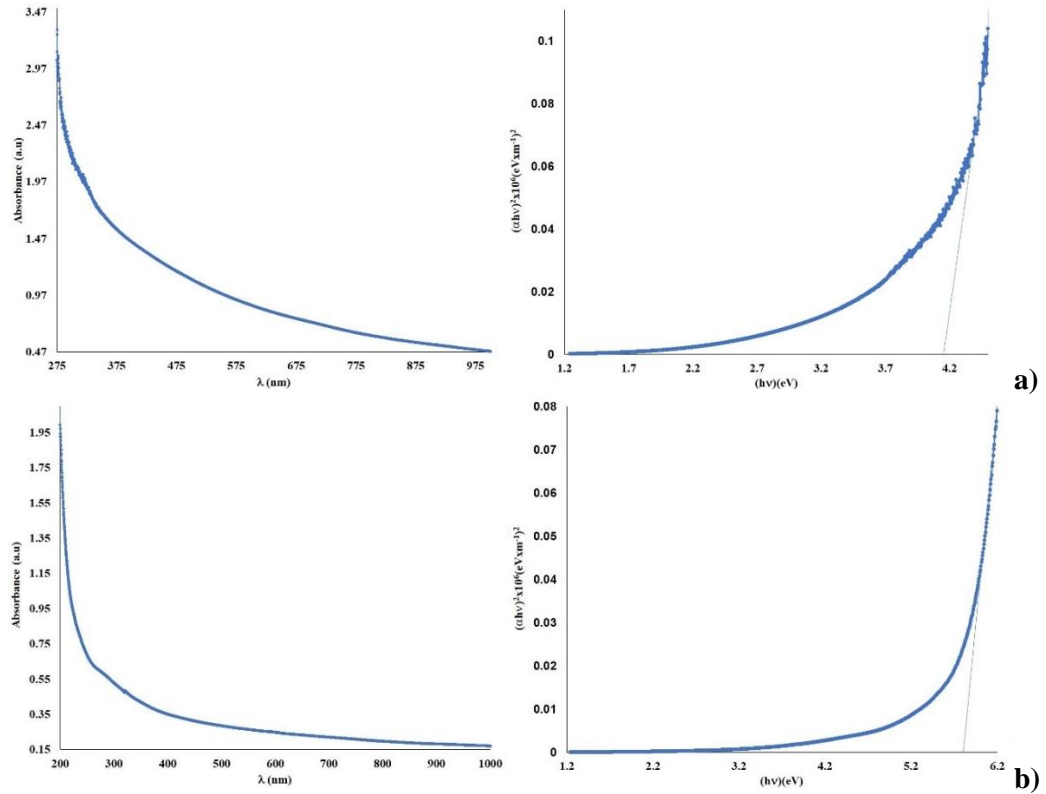 3.47
2.97
2.47
1.97
1.47
0.97
0.47
Absorbance (a.u)
275 375 475 575 675 775 875 975
λ (nm)
0.1
0.08
0.06
0.04
0.02
0
(αhν)²x10⁶(eVxm⁻¹)²
1.2 1.7 2.2 2.7 3.2 3.7 4.2
(hν)(eV)
a)
1.95
1.75
1.55
1.35
1.15
0.95
0.75
0.55
0.35
0.15
Absorbance (a.u)
200 300 400 500 600 700 800 900 1000
λ (nm)
0.08
0.07
0.06
0.05
0.04
0.03
0.02
0.01
0
(αhν)²x10⁶(eVxm⁻¹)²
1.2 2.2 3.2 4.2 5.2 6.2
(hν)(eV)
b)